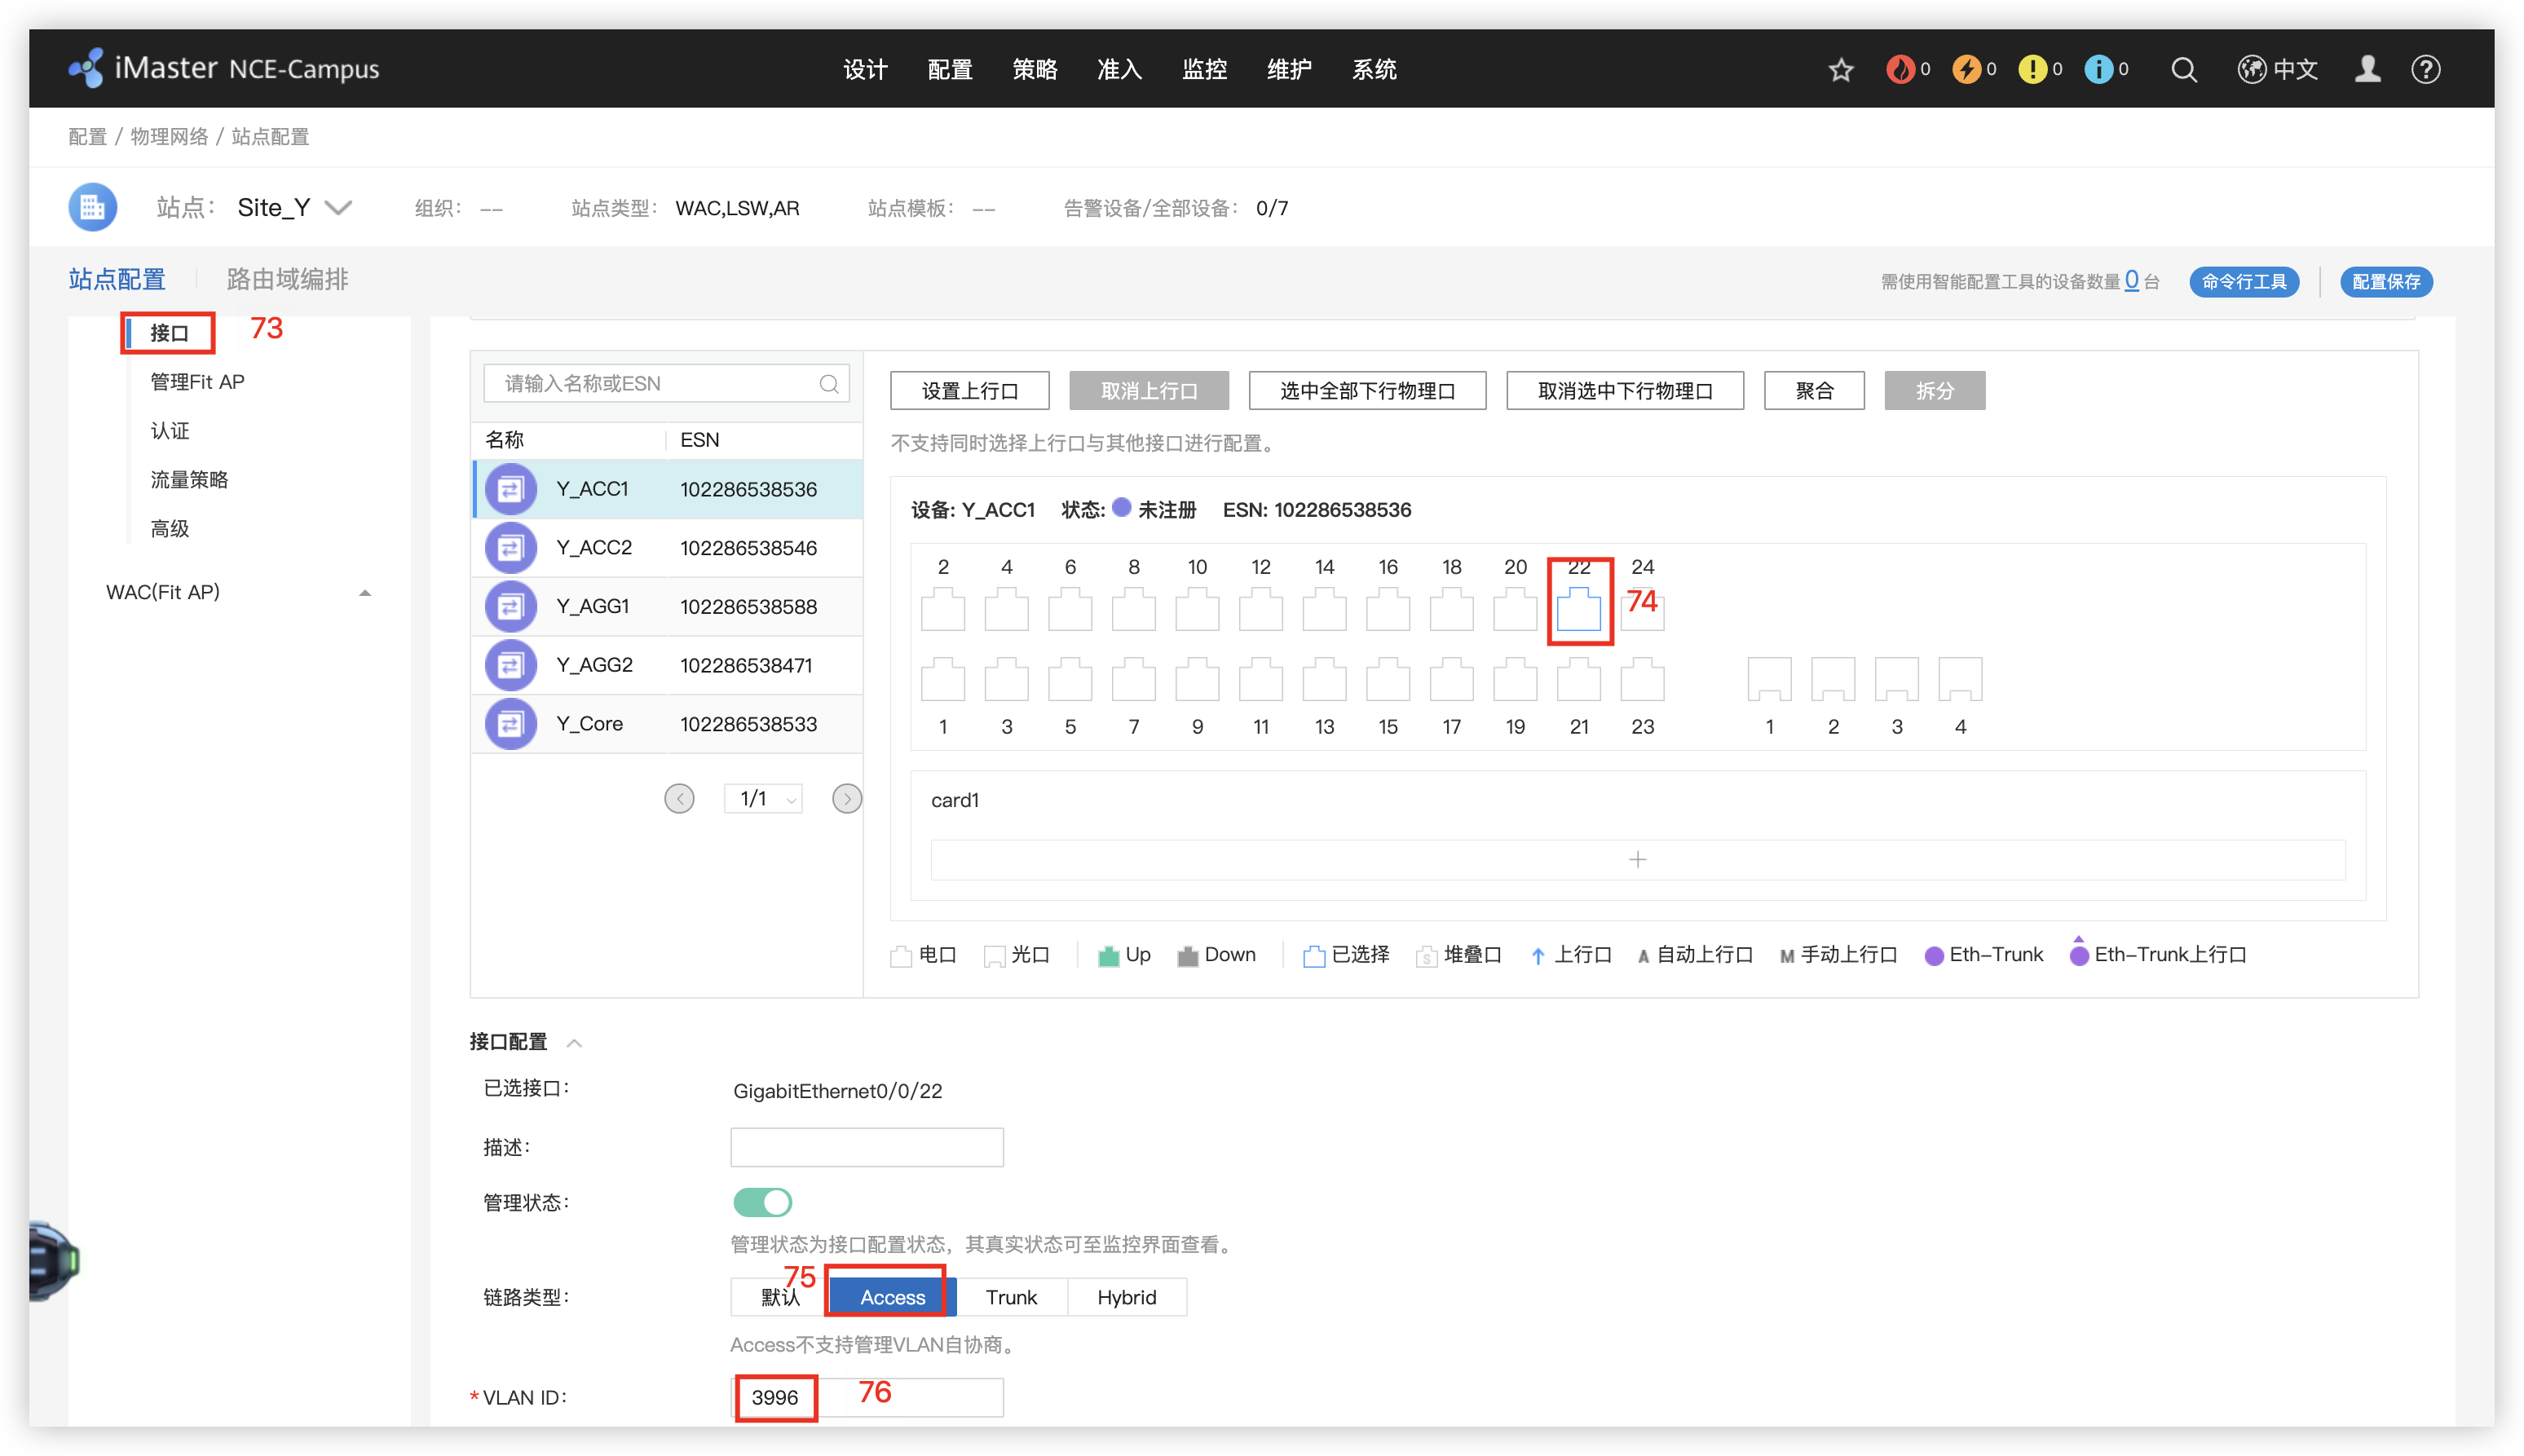 iMaster NCE-Campus 设计 配置 策略 准入 监控 维护 系统 0 0 0 0 中文
配置 / 物理网络 / 站点配置
站点: Site_Y 组织: -- 站点类型: WAC,LSW,AR 站点模板: -- 告警设备/全部设备: 0/7
站点配置 路由域编排 需使用智能配置工具的设备数量 0 台 命令行工具 配置保存
接口 73
管理Fit AP
认证
流量策略
高级
WAC(Fit AP)
请输入名称或ESN
名称 ESN
Y_ACC1 102286538536
Y_ACC2 102286538546
Y_AGG1 102286538588
Y_AGG2 102286538471
Y_Core 102286538533
1/1
设置上行口 取消上行口 选中全部下行物理口 取消选中下行物理口 聚合 拆分
不支持同时选择上行口与其他接口进行配置。
设备: Y_ACC1 状态: 未注册 ESN: 102286538536
2 4 6 8 10 12 14 16 18 20 22 24
74
1 3 5 7 9 11 13 15 17 19 21 23 1 2 3 4
card1
电口 光口 Up Down 已选择 S 堆叠口 上行口 A 自动上行口 M 手动上行口 Eth-Trunk Eth-Trunk上行口
接口配置
已选接口: GigabitEthernet0/0/22
描述:
管理状态:
管理状态为接口配置状态，其真实状态可至监控界面查看。
75
链路类型: 默认 Access Trunk Hybrid
Access不支持管理VLAN自协商。
*VLAN ID: 3996 76